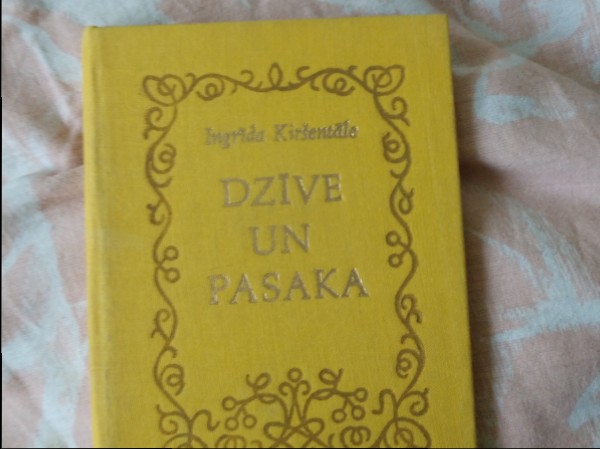 Ingrīda Kiršentāle
DZĪVE
UN
PASAKA